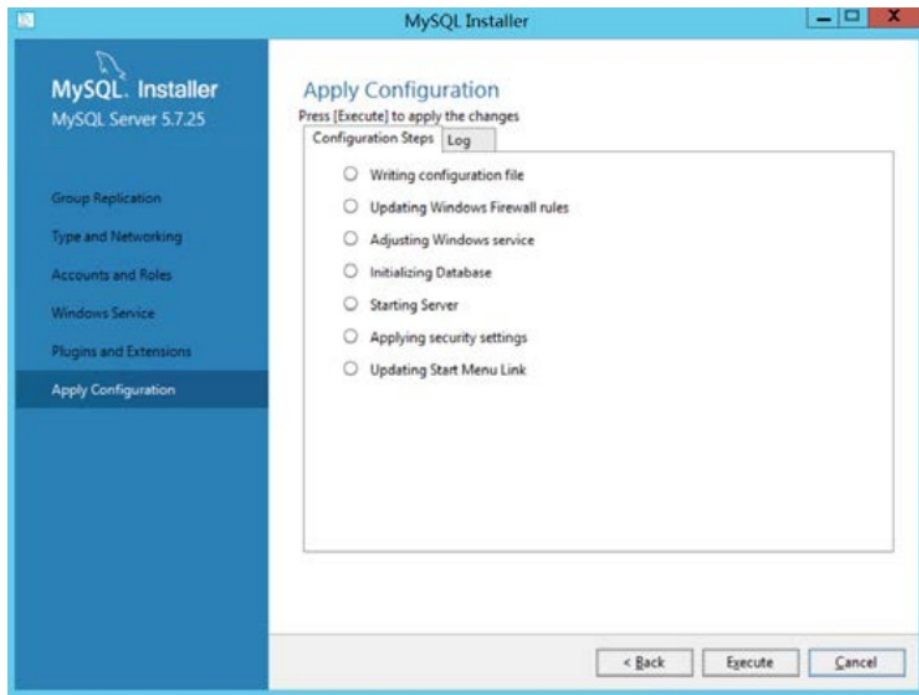 MySQL Installer
MySQL. Installer
MySQL Server 5.7.25
Group Replication
Type and Networking
Accounts and Roles
Windows Service
Plugins and Extensions
Apply Configuration
Apply Configuration
Press [Execute] to apply the changes
Configuration Steps Log
Writing configuration file
Updating Windows Firewall rules
Adjusting Windows service
Initializing Database
Starting Server
Applying security settings
Updating Start Menu Link
< Back Execute Cancel